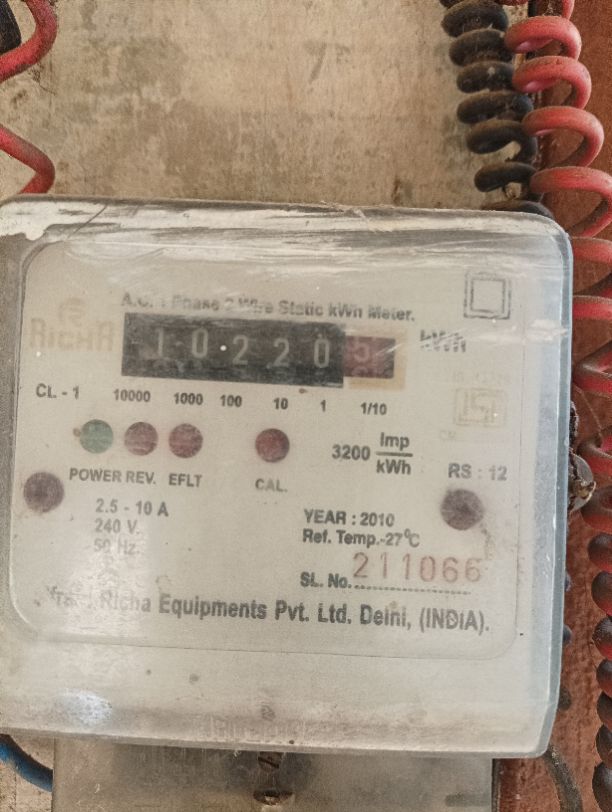 A.C. 1 Phase 2 Wire Static kWh Meter.
RICHA
102205
kWh
CL - 1 10000 1000 100 10 1 1/10
3200 Imp/kWh
POWER REV. EFLT CAL. RS : 12
2.5 - 10 A
240 V.
50 Hz.
YEAR : 2010
Ref. Temp.-27°C
SL. No. 211066
Richa Equipments Pvt. Ltd. Delhi, (INDIA).